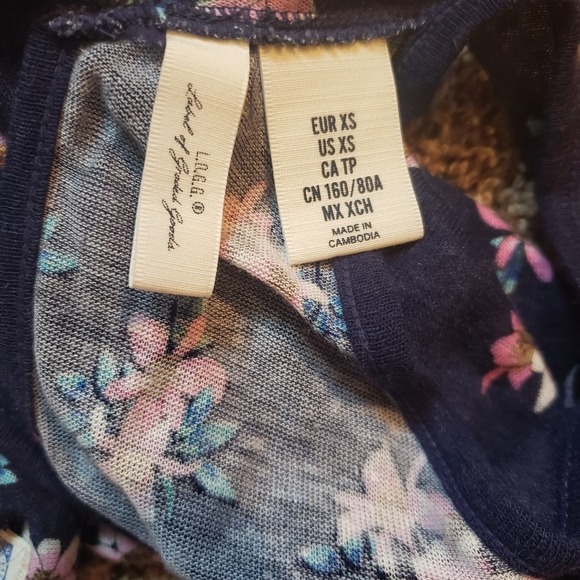 L.O.G.G.®
Label of Graded Goods
EUR XS
US XS
CA TP
CN 160/80A
MX XCH
MADE IN
CAMBODIA